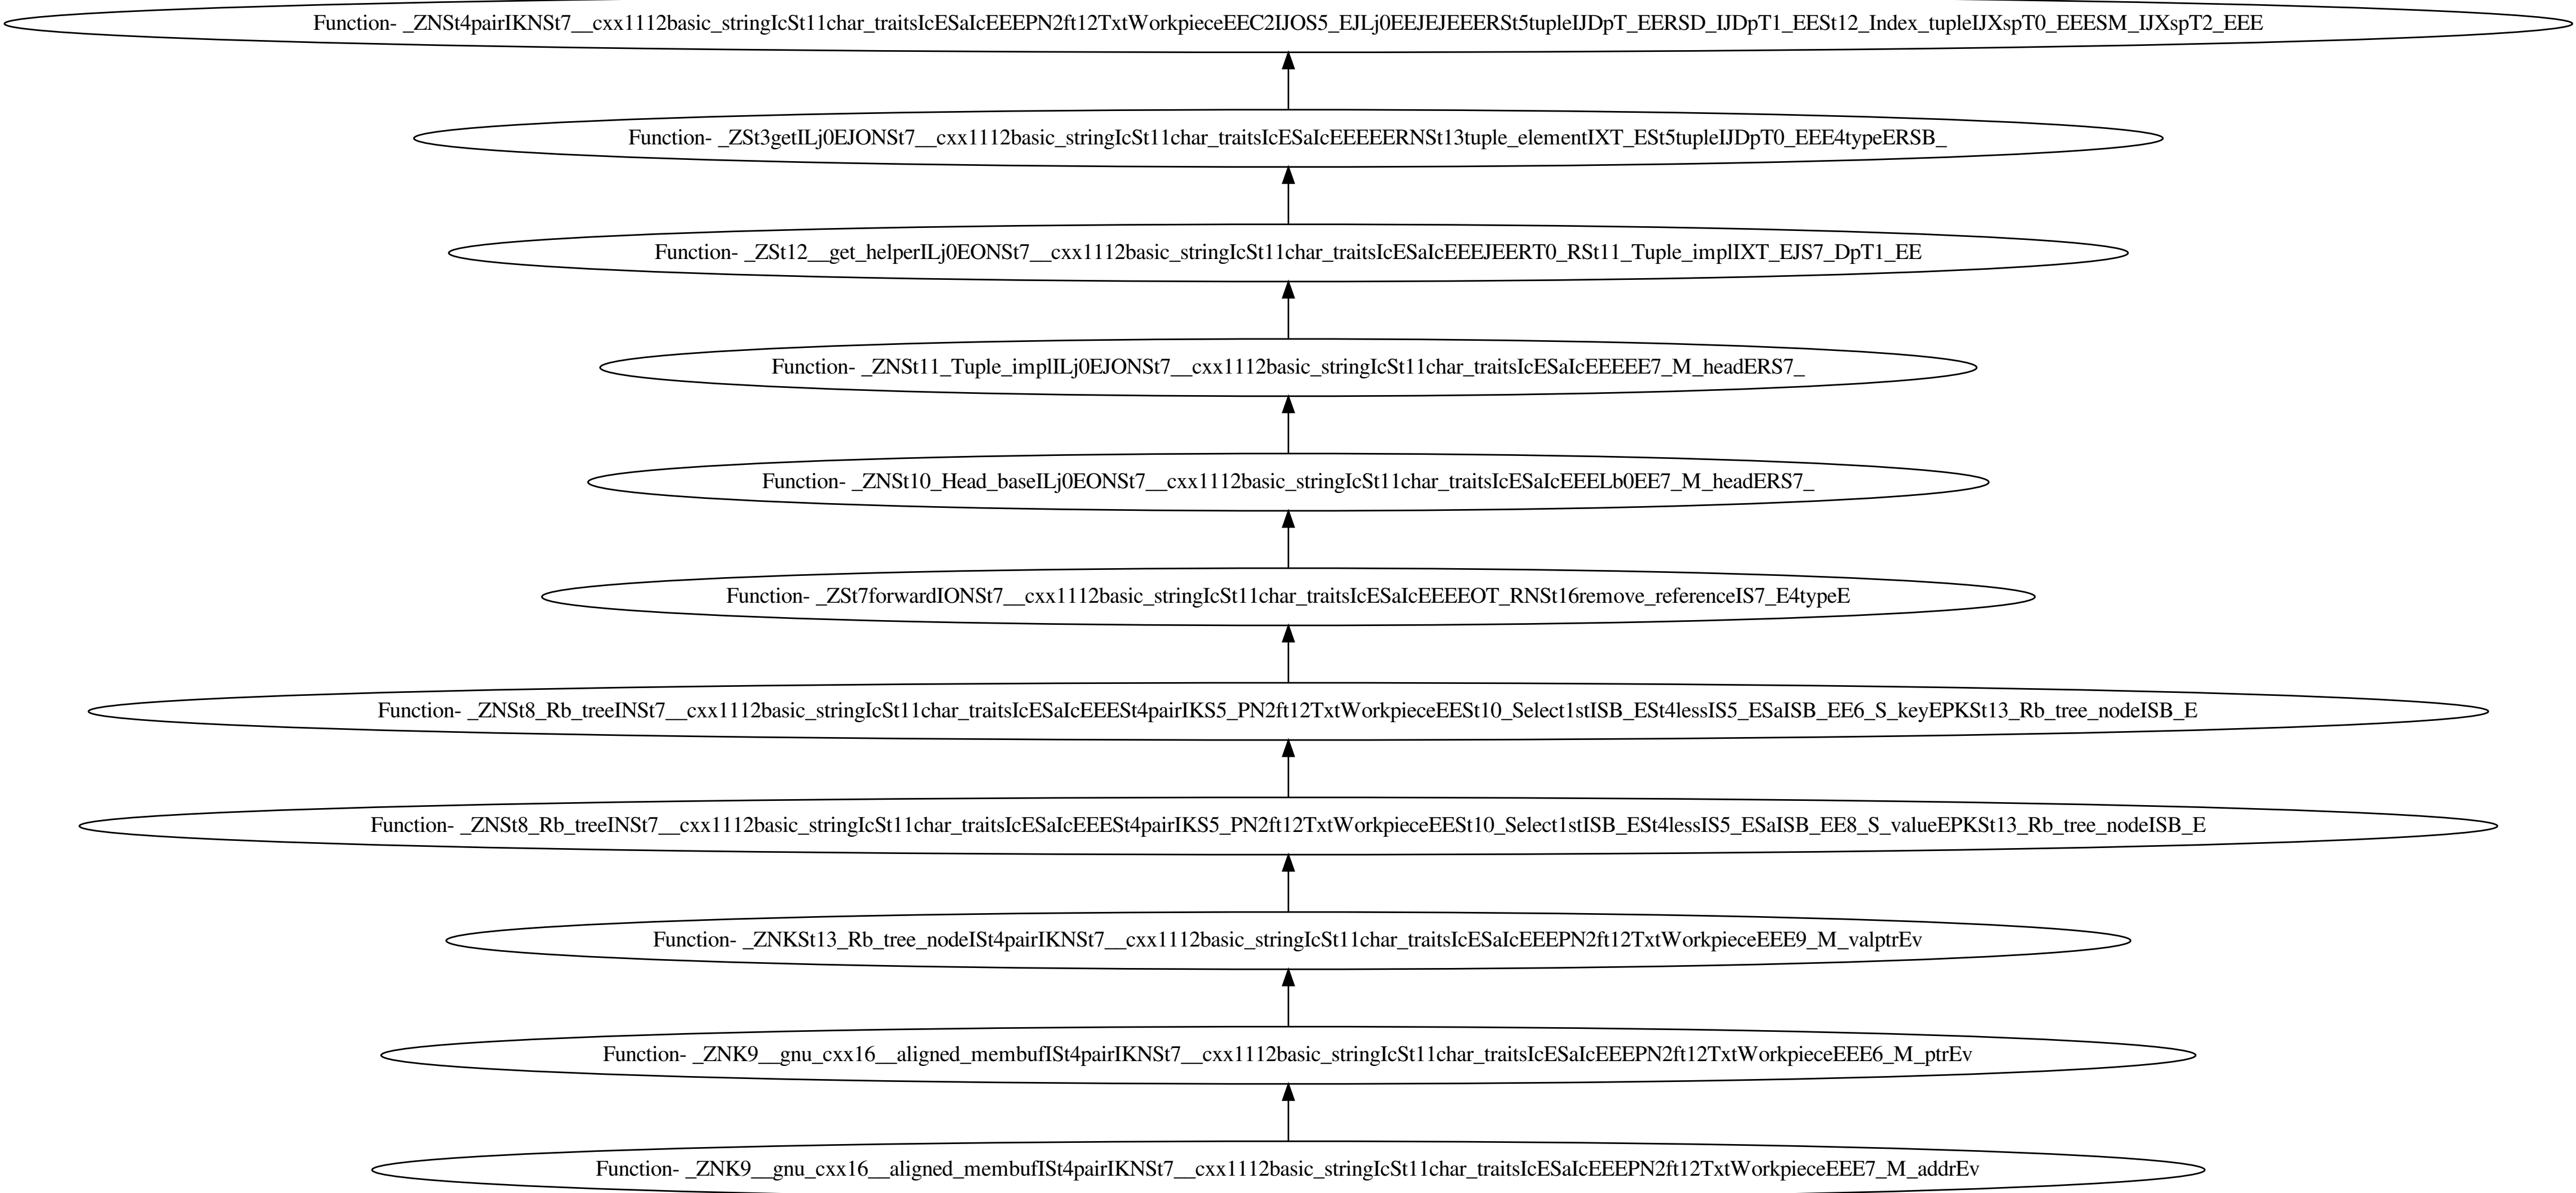 Function- _ZNSt4pairIKNSt7__cxx1112basic_stringIcSt11char_traitsIcESaIcEEEPN2ft12TxtWorkpieceEEC2IJOS5_EJLj0EEJEJEEERSt5tupleIJDpT_EERSD_IJDpT1_EESt12_Index_tupleIJXspT0_EEESM_IJXspT2_EEE
Function- _ZSt3getILj0EJONSt7__cxx1112basic_stringIcSt11char_traitsIcESaIcEEEEERNSt13tuple_elementIXT_ESt5tupleIJDpT0_EEE4typeERSB_
Function- _ZSt12__get_helperILj0EONSt7__cxx1112basic_stringIcSt11char_traitsIcESaIcEEEJEERT0_RSt11_Tuple_implIXT_EJS7_DpT1_EE
Function- _ZNSt11_Tuple_implILj0EJONSt7__cxx1112basic_stringIcSt11char_traitsIcESaIcEEEEE7_M_headERS7_
Function- _ZNSt10_Head_baseILj0EONSt7__cxx1112basic_stringIcSt11char_traitsIcESaIcEEELb0EE7_M_headERS7_
Function- _ZSt7forwardIONSt7__cxx1112basic_stringIcSt11char_traitsIcESaIcEEEEOT_RNSt16remove_referenceIS7_E4typeE
Function- _ZNSt8_Rb_treeINSt7__cxx1112basic_stringIcSt11char_traitsIcESaIcEEESt4pairIKS5_PN2ft12TxtWorkpieceEESt10_Select1stISB_ESt4lessIS5_ESaISB_EE6_S_keyEPKSt13_Rb_tree_nodeISB_E
Function- _ZNSt8_Rb_treeINSt7__cxx1112basic_stringIcSt11char_traitsIcESaIcEEESt4pairIKS5_PN2ft12TxtWorkpieceEESt10_Select1stISB_ESt4lessIS5_ESaISB_EE8_S_valueEPKSt13_Rb_tree_nodeISB_E
Function- _ZNKSt13_Rb_tree_nodeISt4pairIKNSt7__cxx1112basic_stringIcSt11char_traitsIcESaIcEEEPN2ft12TxtWorkpieceEEE9_M_valptrEv
Function- _ZNK9__gnu_cxx16__aligned_membufISt4pairIKNSt7__cxx1112basic_stringIcSt11char_traitsIcESaIcEEEPN2ft12TxtWorkpieceEEE6_M_ptrEv
Function- _ZNK9__gnu_cxx16__aligned_membufISt4pairIKNSt7__cxx1112basic_stringIcSt11char_traitsIcESaIcEEEPN2ft12TxtWorkpieceEEE7_M_addrEv